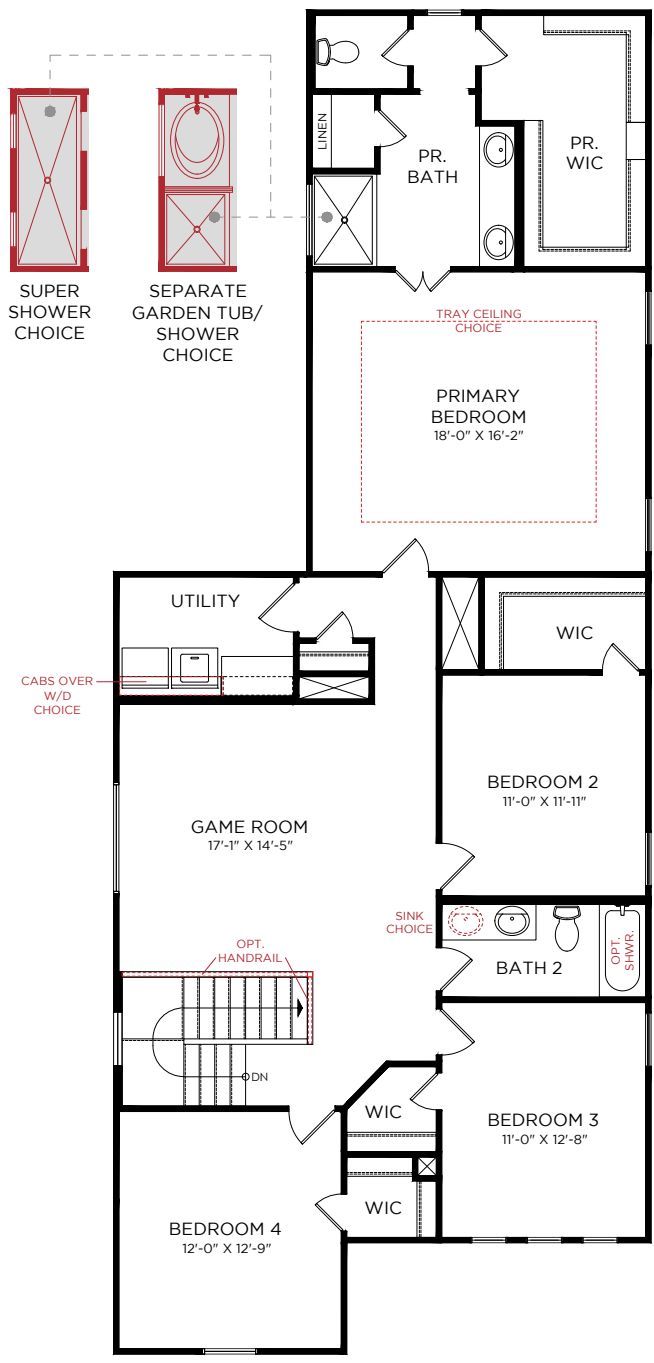 LINEN
PR.
BATH
PR.
WIC
SUPER
SHOWER
CHOICE
SEPARATE
GARDEN TUB/
SHOWER
CHOICE
TRAY CEILING
CHOICE
PRIMARY
BEDROOM
18'-0" X 16'-2"
UTILITY
WIC
CABS OVER
W/D
CHOICE
BEDROOM 2
11'-0" X 11'-11"
GAME ROOM
17'-1" X 14'-5"
SINK
CHOICE
OPT.
SHWR.
OPT.
HANDRAIL
BATH 2
DN
WIC
BEDROOM 3
11'-0" X 12'-8"
WIC
BEDROOM 4
12'-0" X 12'-9"